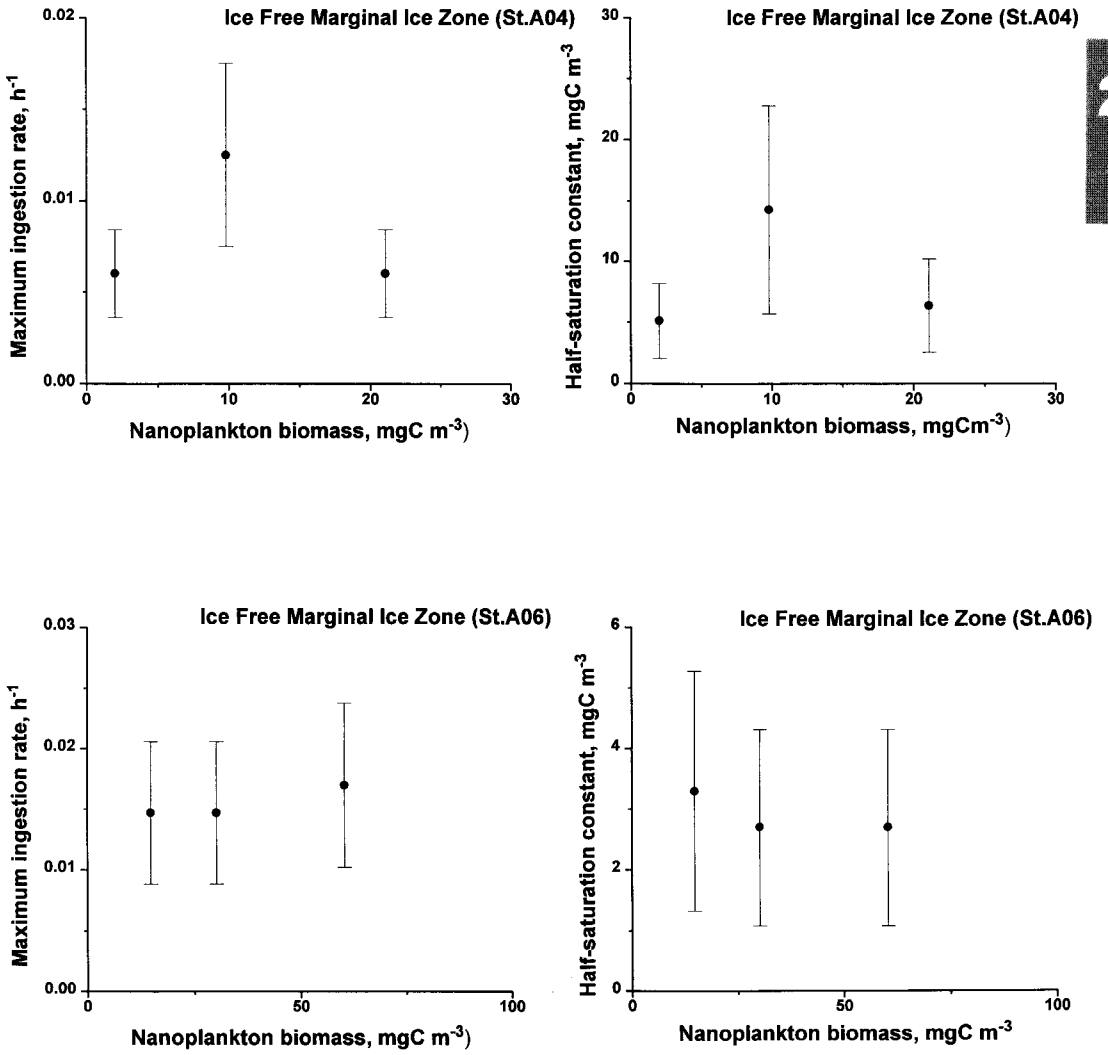 Ice Free Marginal Ice Zone (St.A04)
Maximum ingestion rate, h⁻¹
0.02
0.01
0.00
0 10 20 30
Nanoplankton biomass, mgC m⁻³)
Ice Free Marginal Ice Zone (St.A04)
Half-saturation constant, mgC m⁻³
30
20
10
0
0 10 20 30
Nanoplankton biomass, mgCm⁻³)
2
Ice Free Marginal Ice Zone (St.A06)
Maximum ingestion rate, h⁻¹
0.03
0.02
0.01
0.00
0 50 100
Nanoplankton biomass, mgC m⁻³)
Ice Free Marginal Ice Zone (St.A06)
Half-saturation constant, mgC m⁻³
6
4
2
0
0 50 100
Nanoplankton biomass, mgC m⁻³